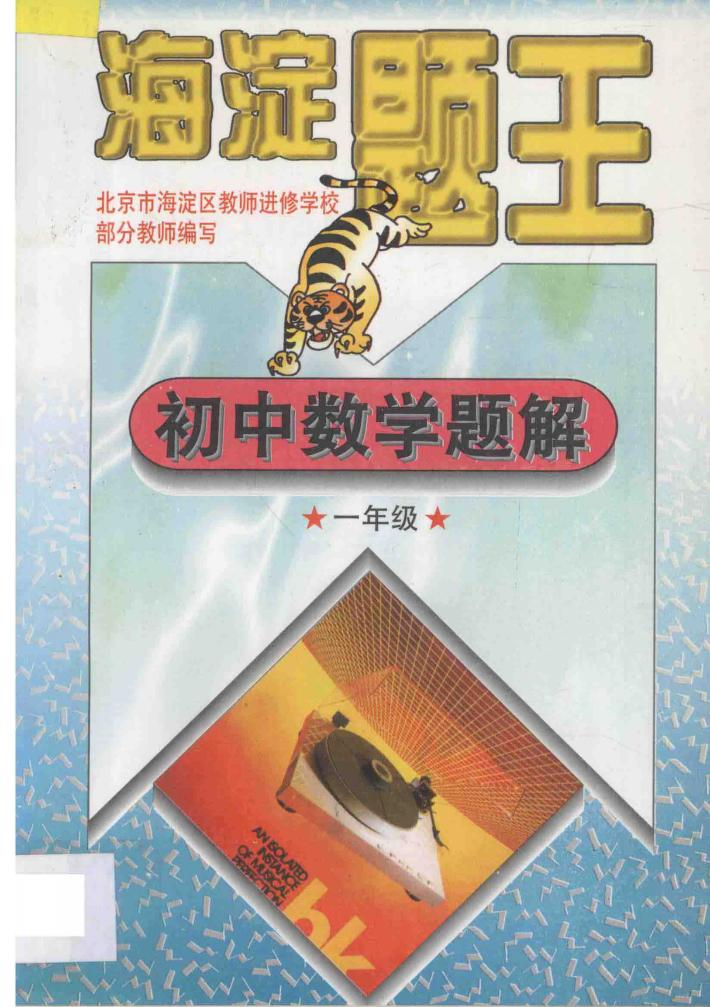 海淀题王
北京市海淀区教师进修学校
部分教师编写
初中数学题解
★一年级★
AN ISOLATED
INSTANCE
OF MUSICAL
PERFECTION
bk